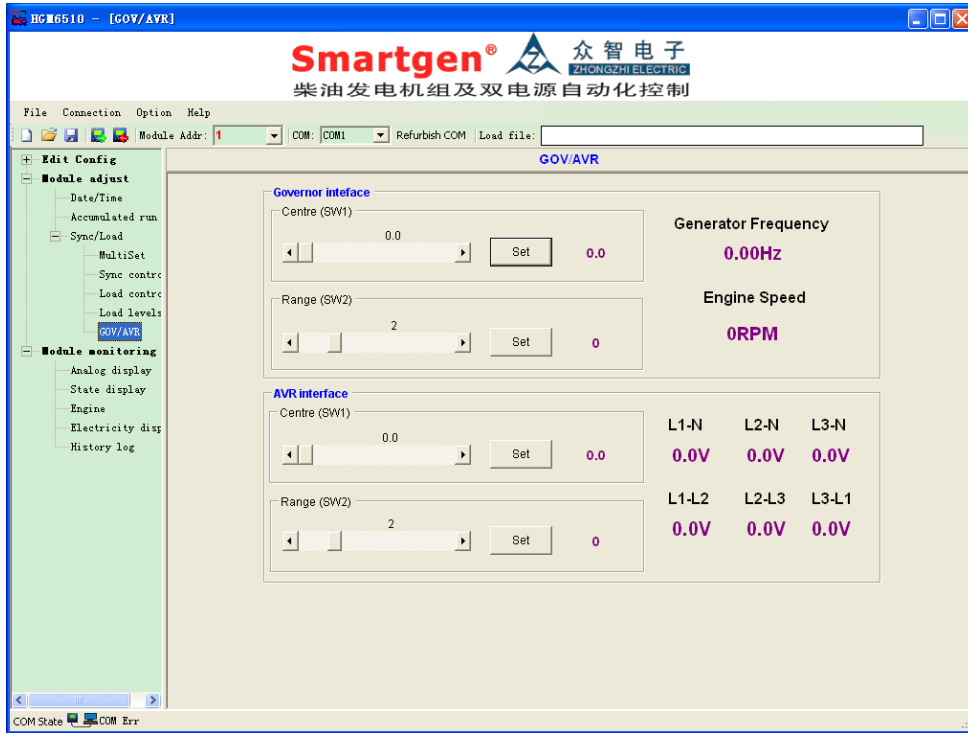 HGM6510 - [GOV/AVR]
Smartgen® 众智电子
ZHONGZHI ELECTRIC
柴油发电机组及双电源自动化控制
File Connection Option Help
Module Addr: 1 COM: COM1 Refurbish COM Load file:
Edit Config
Module adjust
Date/Time
Accumulated run
Sync/Load
MultiSet
Sync contro
Load contro
Load levels
GOV/AVR
Module monitoring
Analog display
State display
Engine
Electricity disp
History log
GOV/AVR
Governor inteface
Centre (SW1)
0.0
Set 0.0
Range (SW2)
2
Set 0
Generator Frequency
0.00Hz
Engine Speed
0RPM
AVR interface
Centre (SW1)
0.0
Set 0.0
Range (SW2)
2
Set 0
L1-N L2-N L3-N
0.0V 0.0V 0.0V
L1-L2 L2-L3 L3-L1
0.0V 0.0V 0.0V
COM State COM Err